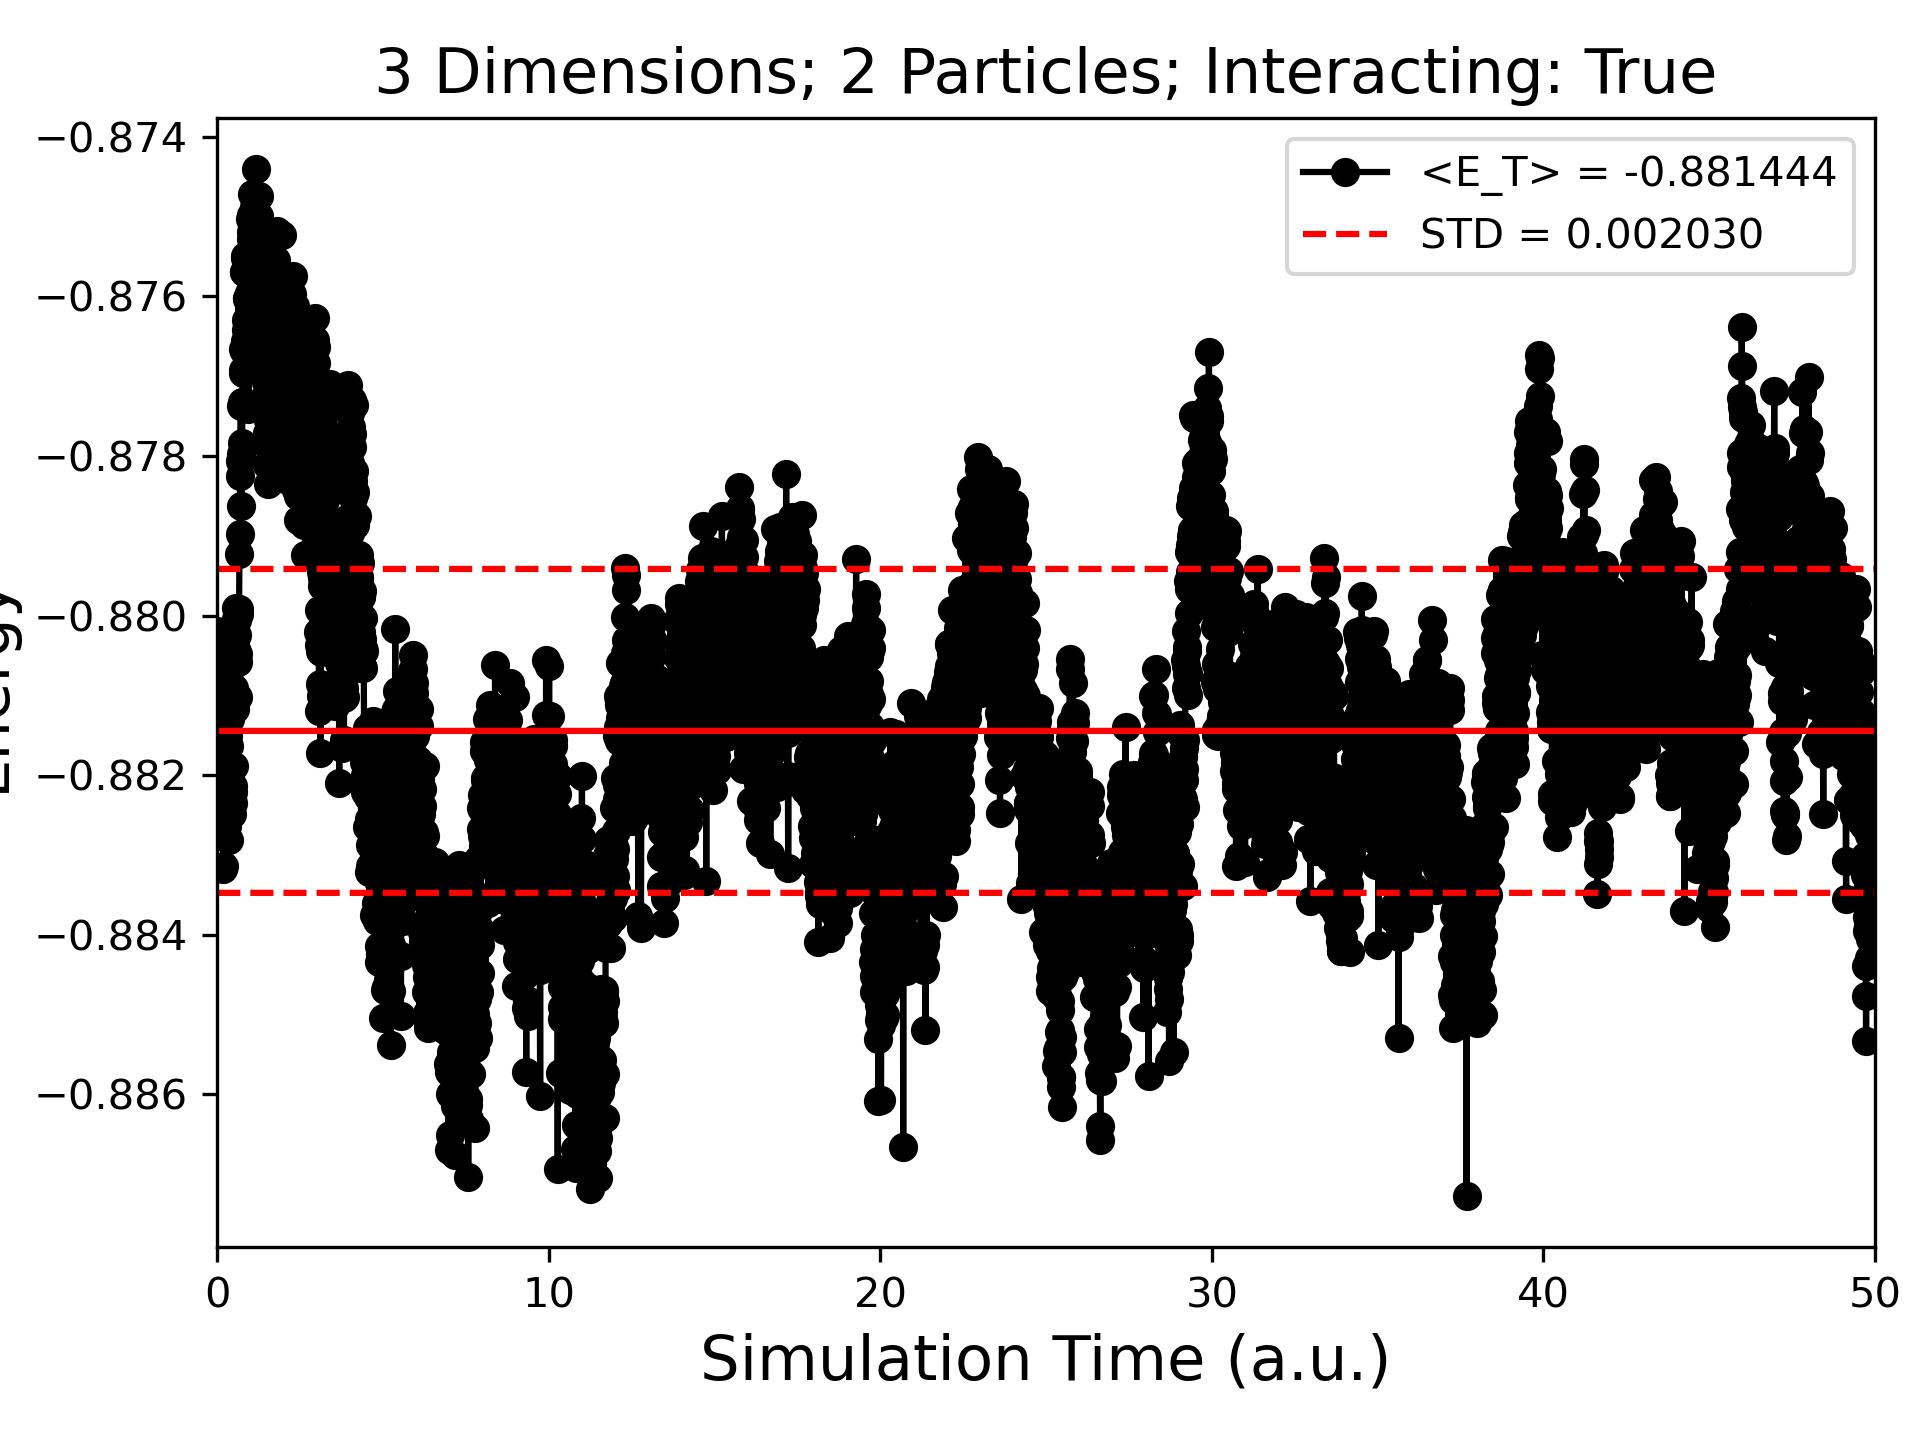 3 Dimensions; 2 Particles; Interacting: True
<E_T> = -0.881444
STD = 0.002030
−0.874
−0.876
−0.878
−0.880
−0.882
−0.884
−0.886
Energy
0 10 20 30 40 50
Simulation Time (a.u.)